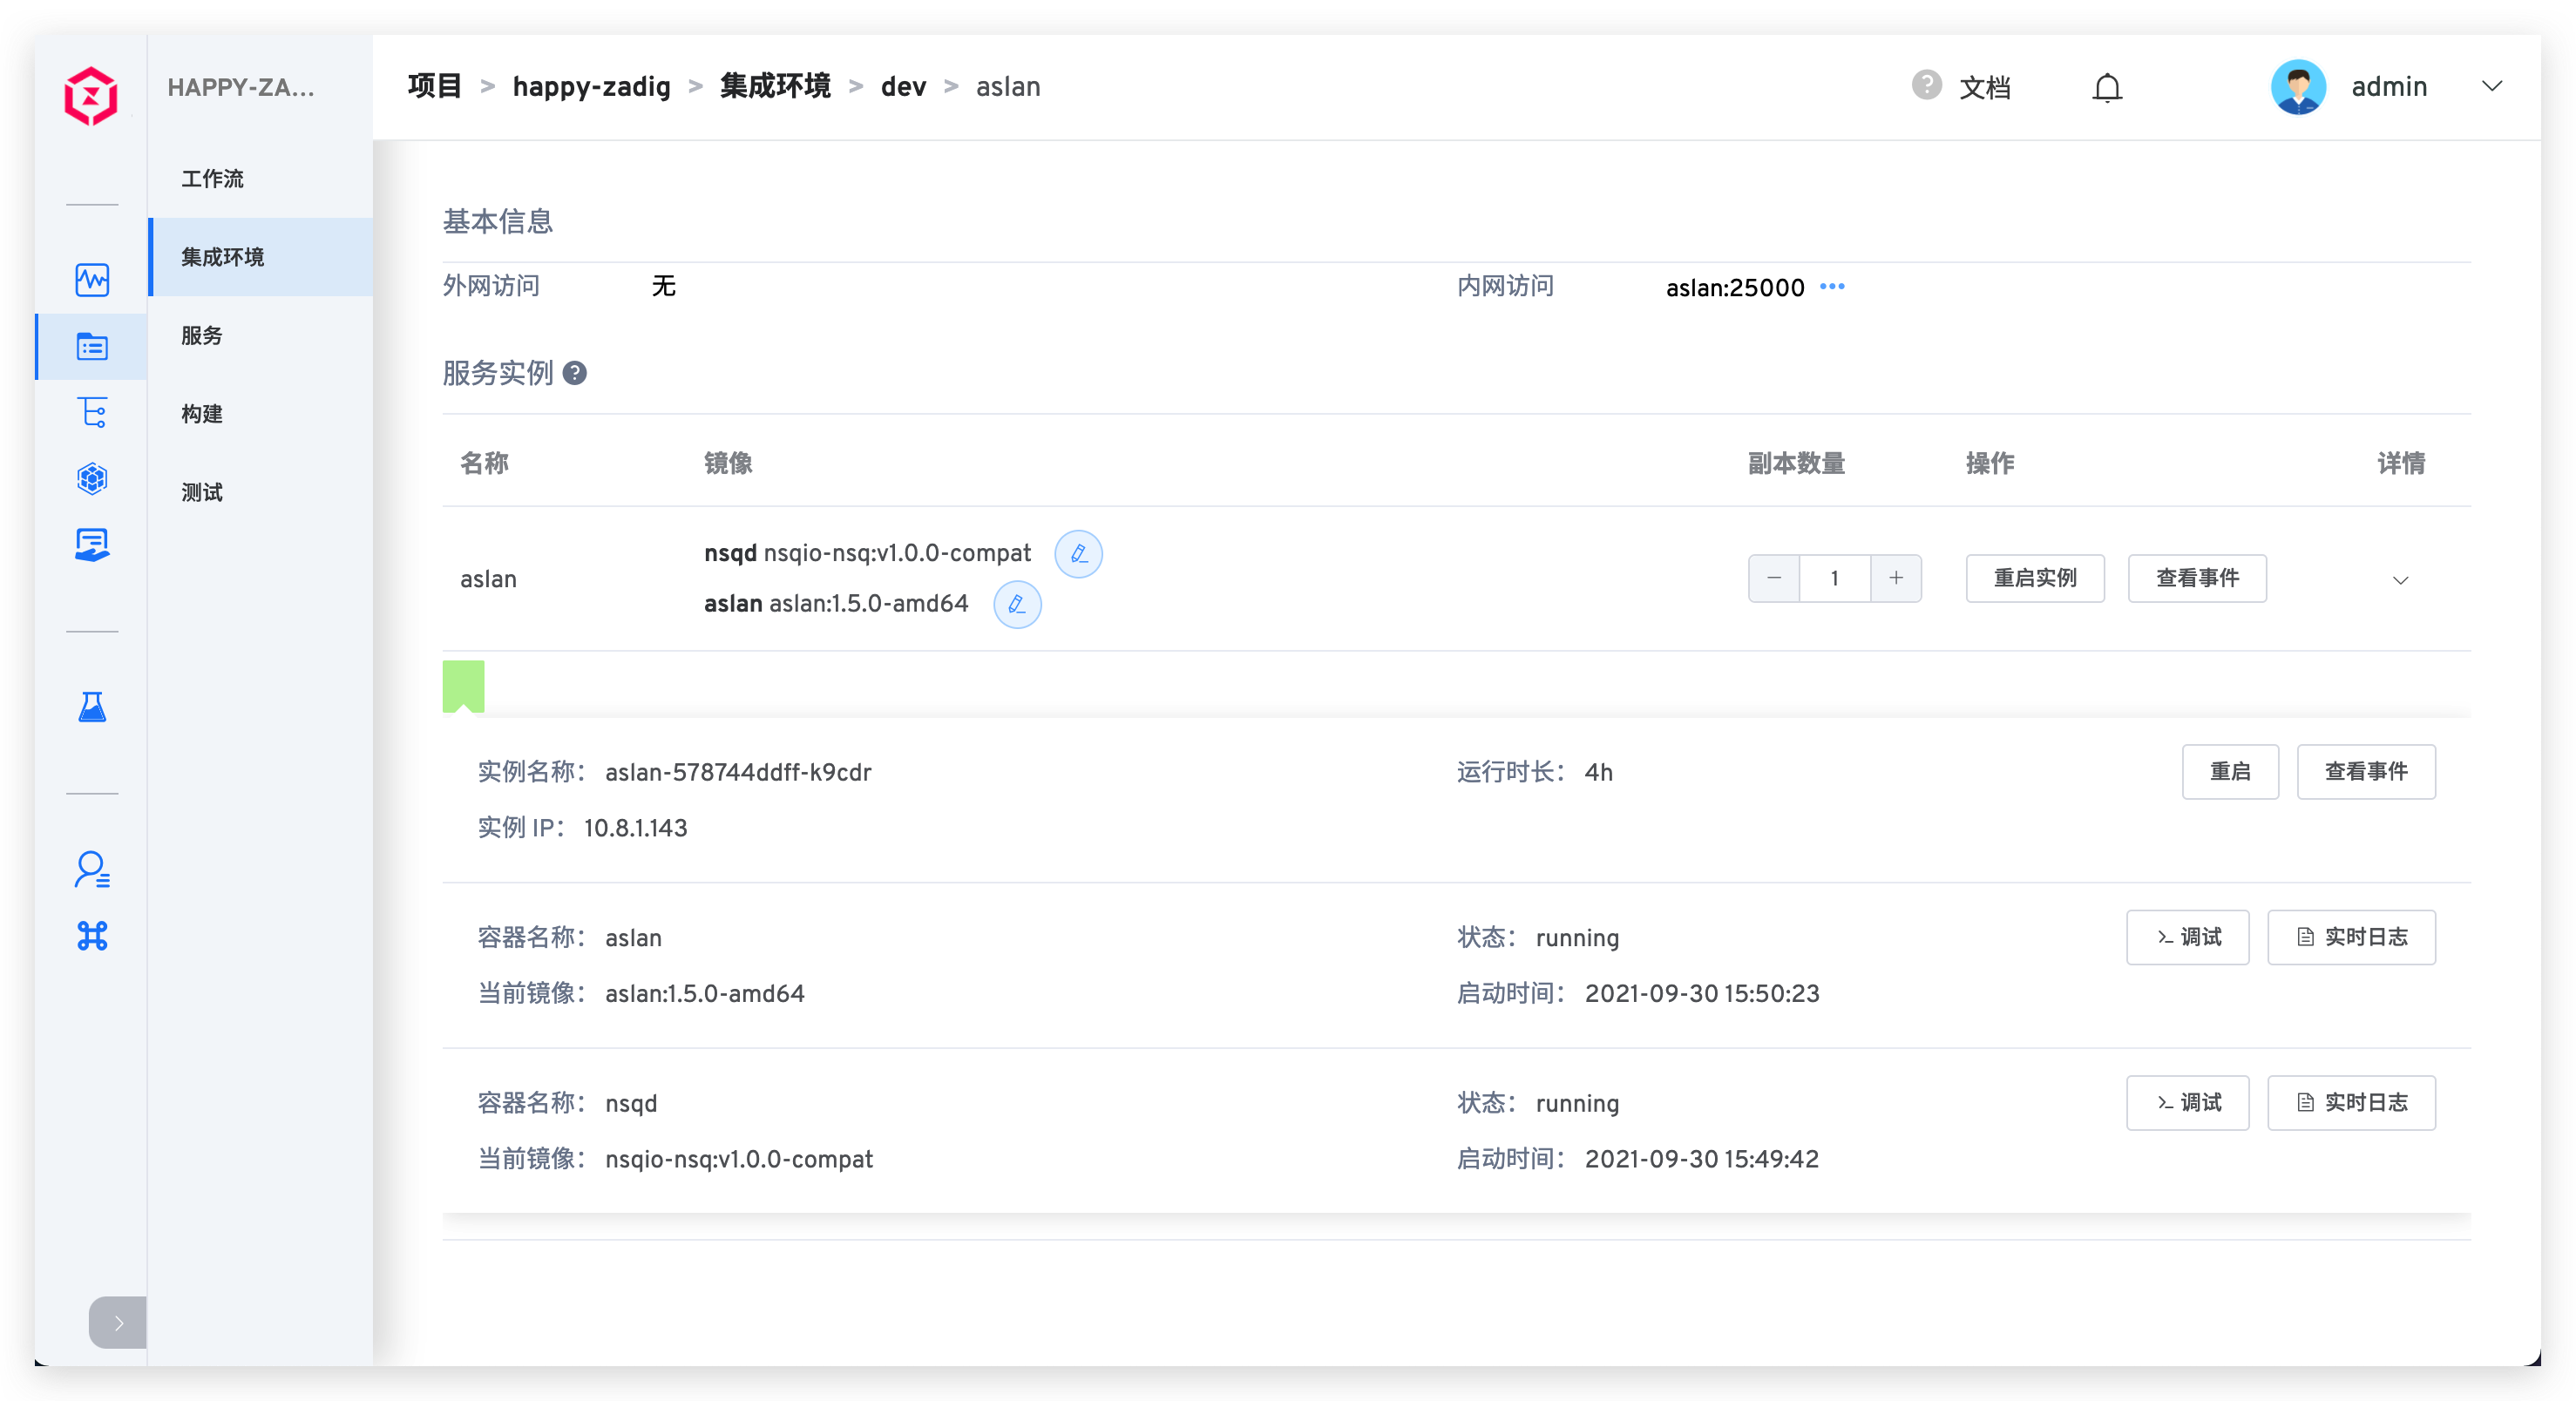 HAPPY-ZA...
工作流
集成环境
服务
构建
测试
项目 > happy-zadig > 集成环境 > dev > aslan
? 文档
admin
基本信息
外网访问 无 内网访问 aslan:25000 •••
服务实例 ?
名称 镜像 副本数量 操作 详情
aslan
nsqd nsqio-nsq:v1.0.0-compat
aslan aslan:1.5.0-amd64
− 1 + 重启实例 查看事件
实例名称： aslan-578744ddff-k9cdr 运行时长： 4h 重启 查看事件
实例 IP： 10.8.1.143
容器名称： aslan 状态： running >_ 调试 实时日志
当前镜像： aslan:1.5.0-amd64 启动时间： 2021-09-30 15:50:23
容器名称： nsqd 状态： running >_ 调试 实时日志
当前镜像： nsqio-nsq:v1.0.0-compat 启动时间： 2021-09-30 15:49:42